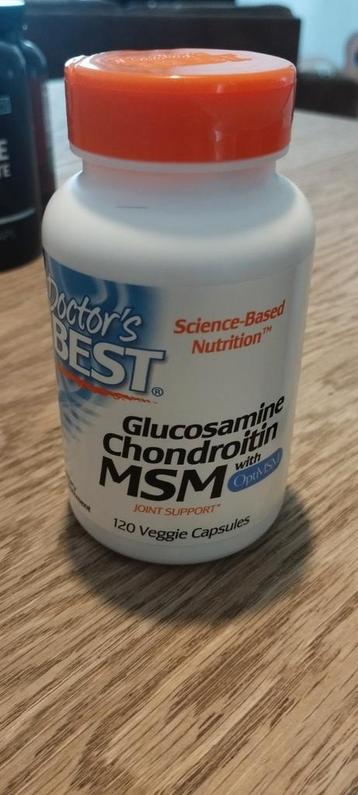 Doctor's
BEST®
Science-Based
Nutrition™
Glucosamine
Chondroitin
MSM with OptiMSM
JOINT SUPPORT*
120 Veggie Capsules